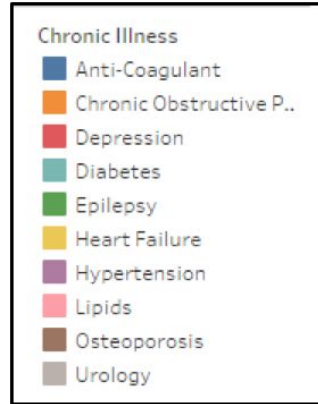 Chronic Illness
Anti-Coagulant
Chronic Obstructive P..
Depression
Diabetes
Epilepsy
Heart Failure
Hypertension
Lipids
Osteoporosis
Urology